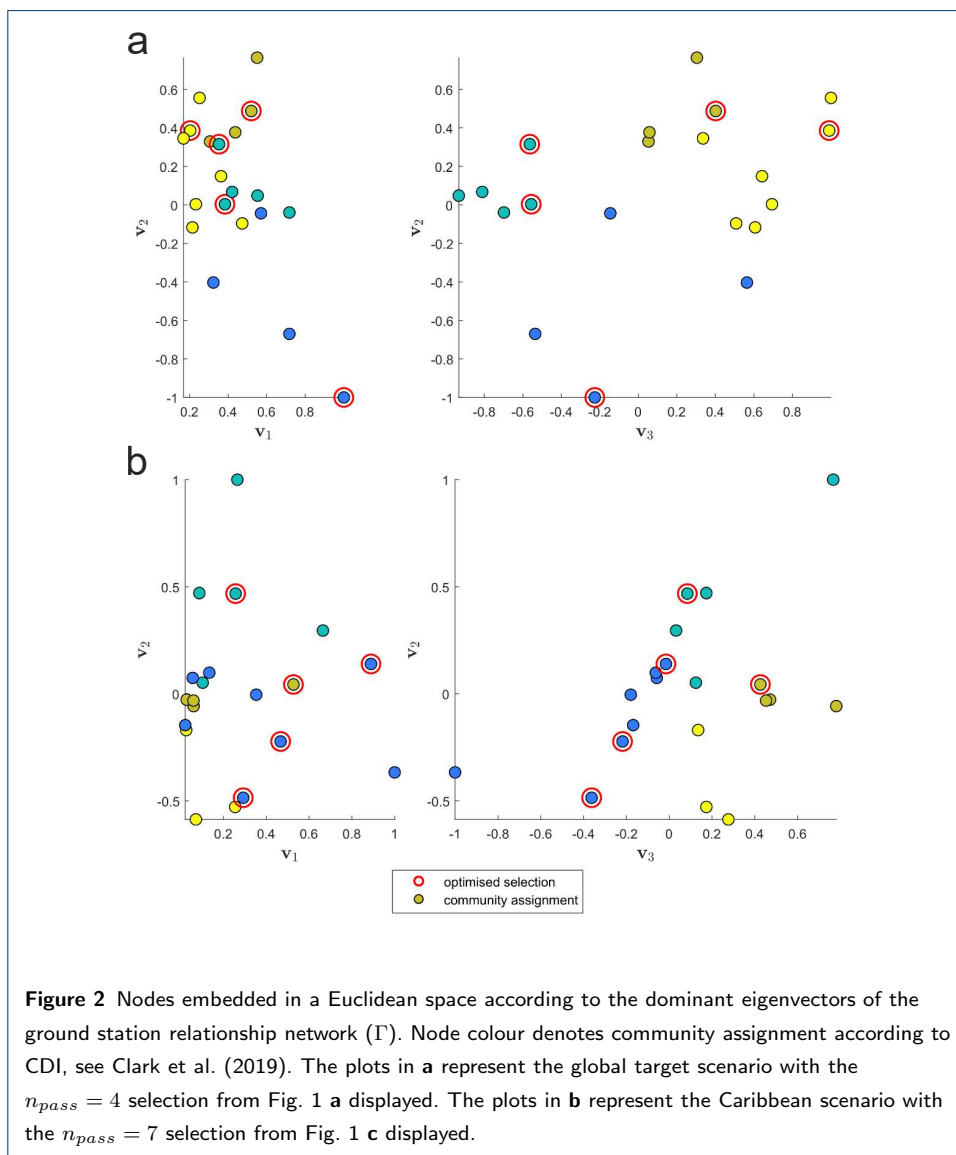 a
0.6
0.4
0.2
0
-0.2
-0.4
-0.6
-0.8
-1
v2
0.2 0.4 0.6 0.8
v1
0.6
0.4
0.2
0
-0.2
-0.4
-0.6
-0.8
-1
v2
-0.8 -0.6 -0.4 -0.2 0 0.2 0.4 0.6 0.8
v3
b
1
0.5
0
-0.5
v2
0.2 0.4 0.6 0.8 1
v1
1
0.5
0
-0.5
v2
-1 -0.8 -0.6 -0.4 -0.2 0 0.2 0.4 0.6
v3
optimised selection
community assignment
Figure 2 Nodes embedded in a Euclidean space according to the dominant eigenvectors of the
ground station relationship network (Γ). Node colour denotes community assignment according to
CDI, see Clark et al. (2019). The plots in a represent the global target scenario with the
n_pass = 4 selection from Fig. 1 a displayed. The plots in b represent the Caribbean scenario with
the n_pass = 7 selection from Fig. 1 c displayed.